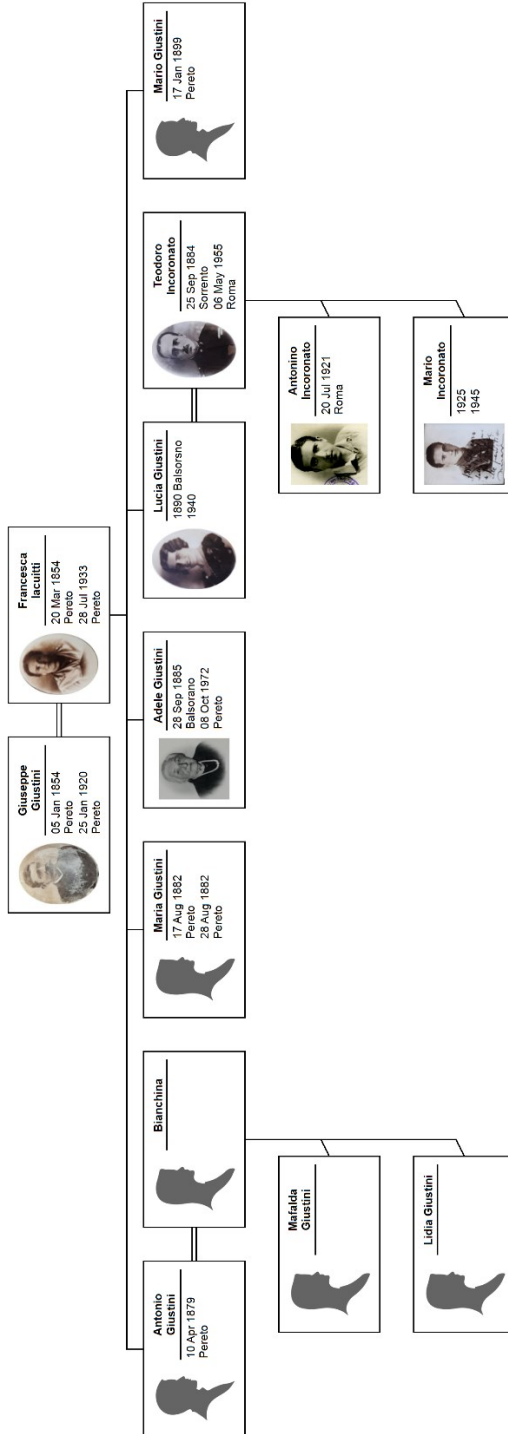 Giuseppe
Giustini
05 Jan 1854
Pereto
25 Jan 1920
Pereto
Francesca
Iacuitti
20 Mar 1854
Pereto
28 Jul 1933
Pereto
Antonio
Giustini
10 Apr 1879
Pereto
Bianchina
Maria Giustini
17 Aug 1882
Pereto
28 Aug 1882
Pereto
Adele Giustini
28 Sep 1885
Balsorano
08 Oct 1972
Pereto
Lucia Giustini
1890 Balsorsno
1940
Teodoro
Incoronato
25 Sep 1884
Sorrento
06 May 1955
Roma
Mario Giustini
17 Jan 1899
Pereto
Mafalda
Giustini
Antonino
Incoronato
20 Jul 1921
Roma
Lidia Giustini
Mario
Incoronato
1925
1945